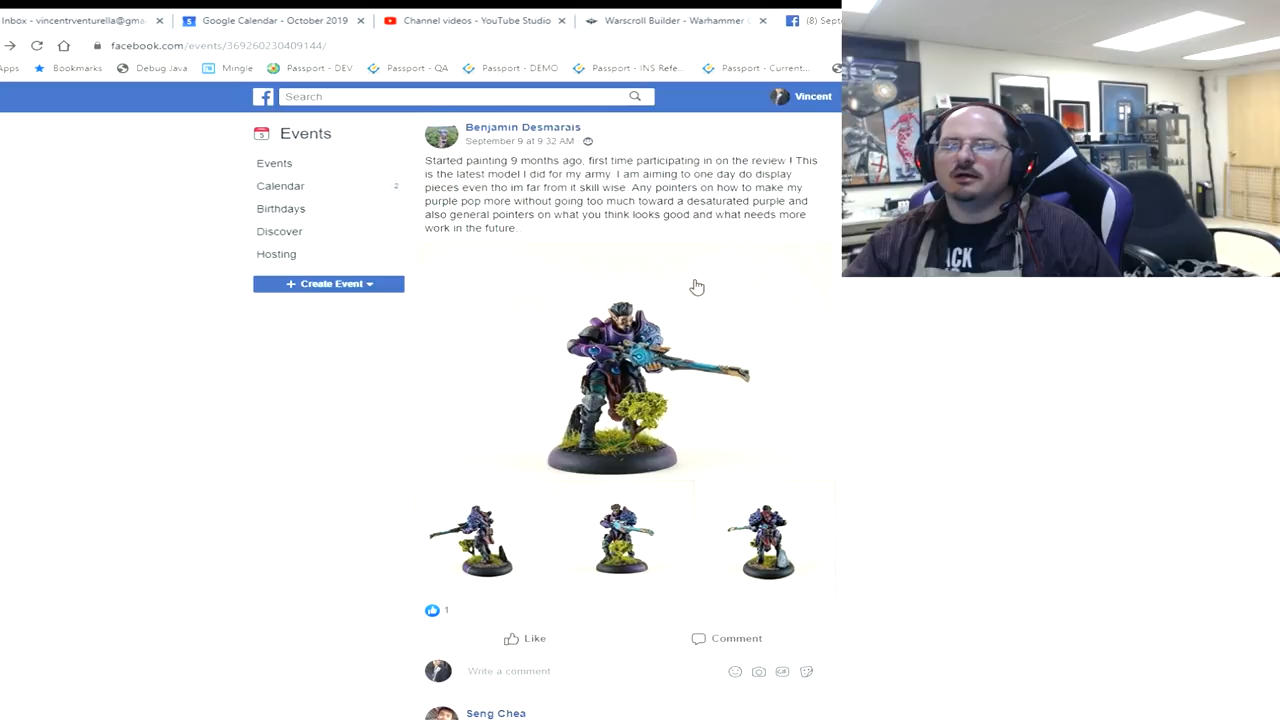 Inbox - vincentrventurella@gma
Google Calendar - October 2019
Channel videos - YouTube Studio
Warscroll Builder - Warhammer
(8) Sept
facebook.com/events/369260230409144/
Apps
Bookmarks
Debug Java
Mingle
Passport - DEV
Passport - QA
Passport - DEMO
Passport - INS Refe...
Passport - Current...
Search
Vincent
Events
Events
Calendar
2
Birthdays
Discover
Hosting
+ Create Event
Benjamin Desmarais
September 9 at 9:32 AM
Started painting 9 months ago, first time participating in on the review ! This
is the latest model I did for my army. I am aiming to one day do display
pieces even tho im far from it skill wise. Any pointers on how to make my
purple pop more without going too much toward a desaturated purple and
also general pointers on what you think looks good and what needs more
work in the future.
1
Like
Comment
Write a comment
GIF
Seng Chea